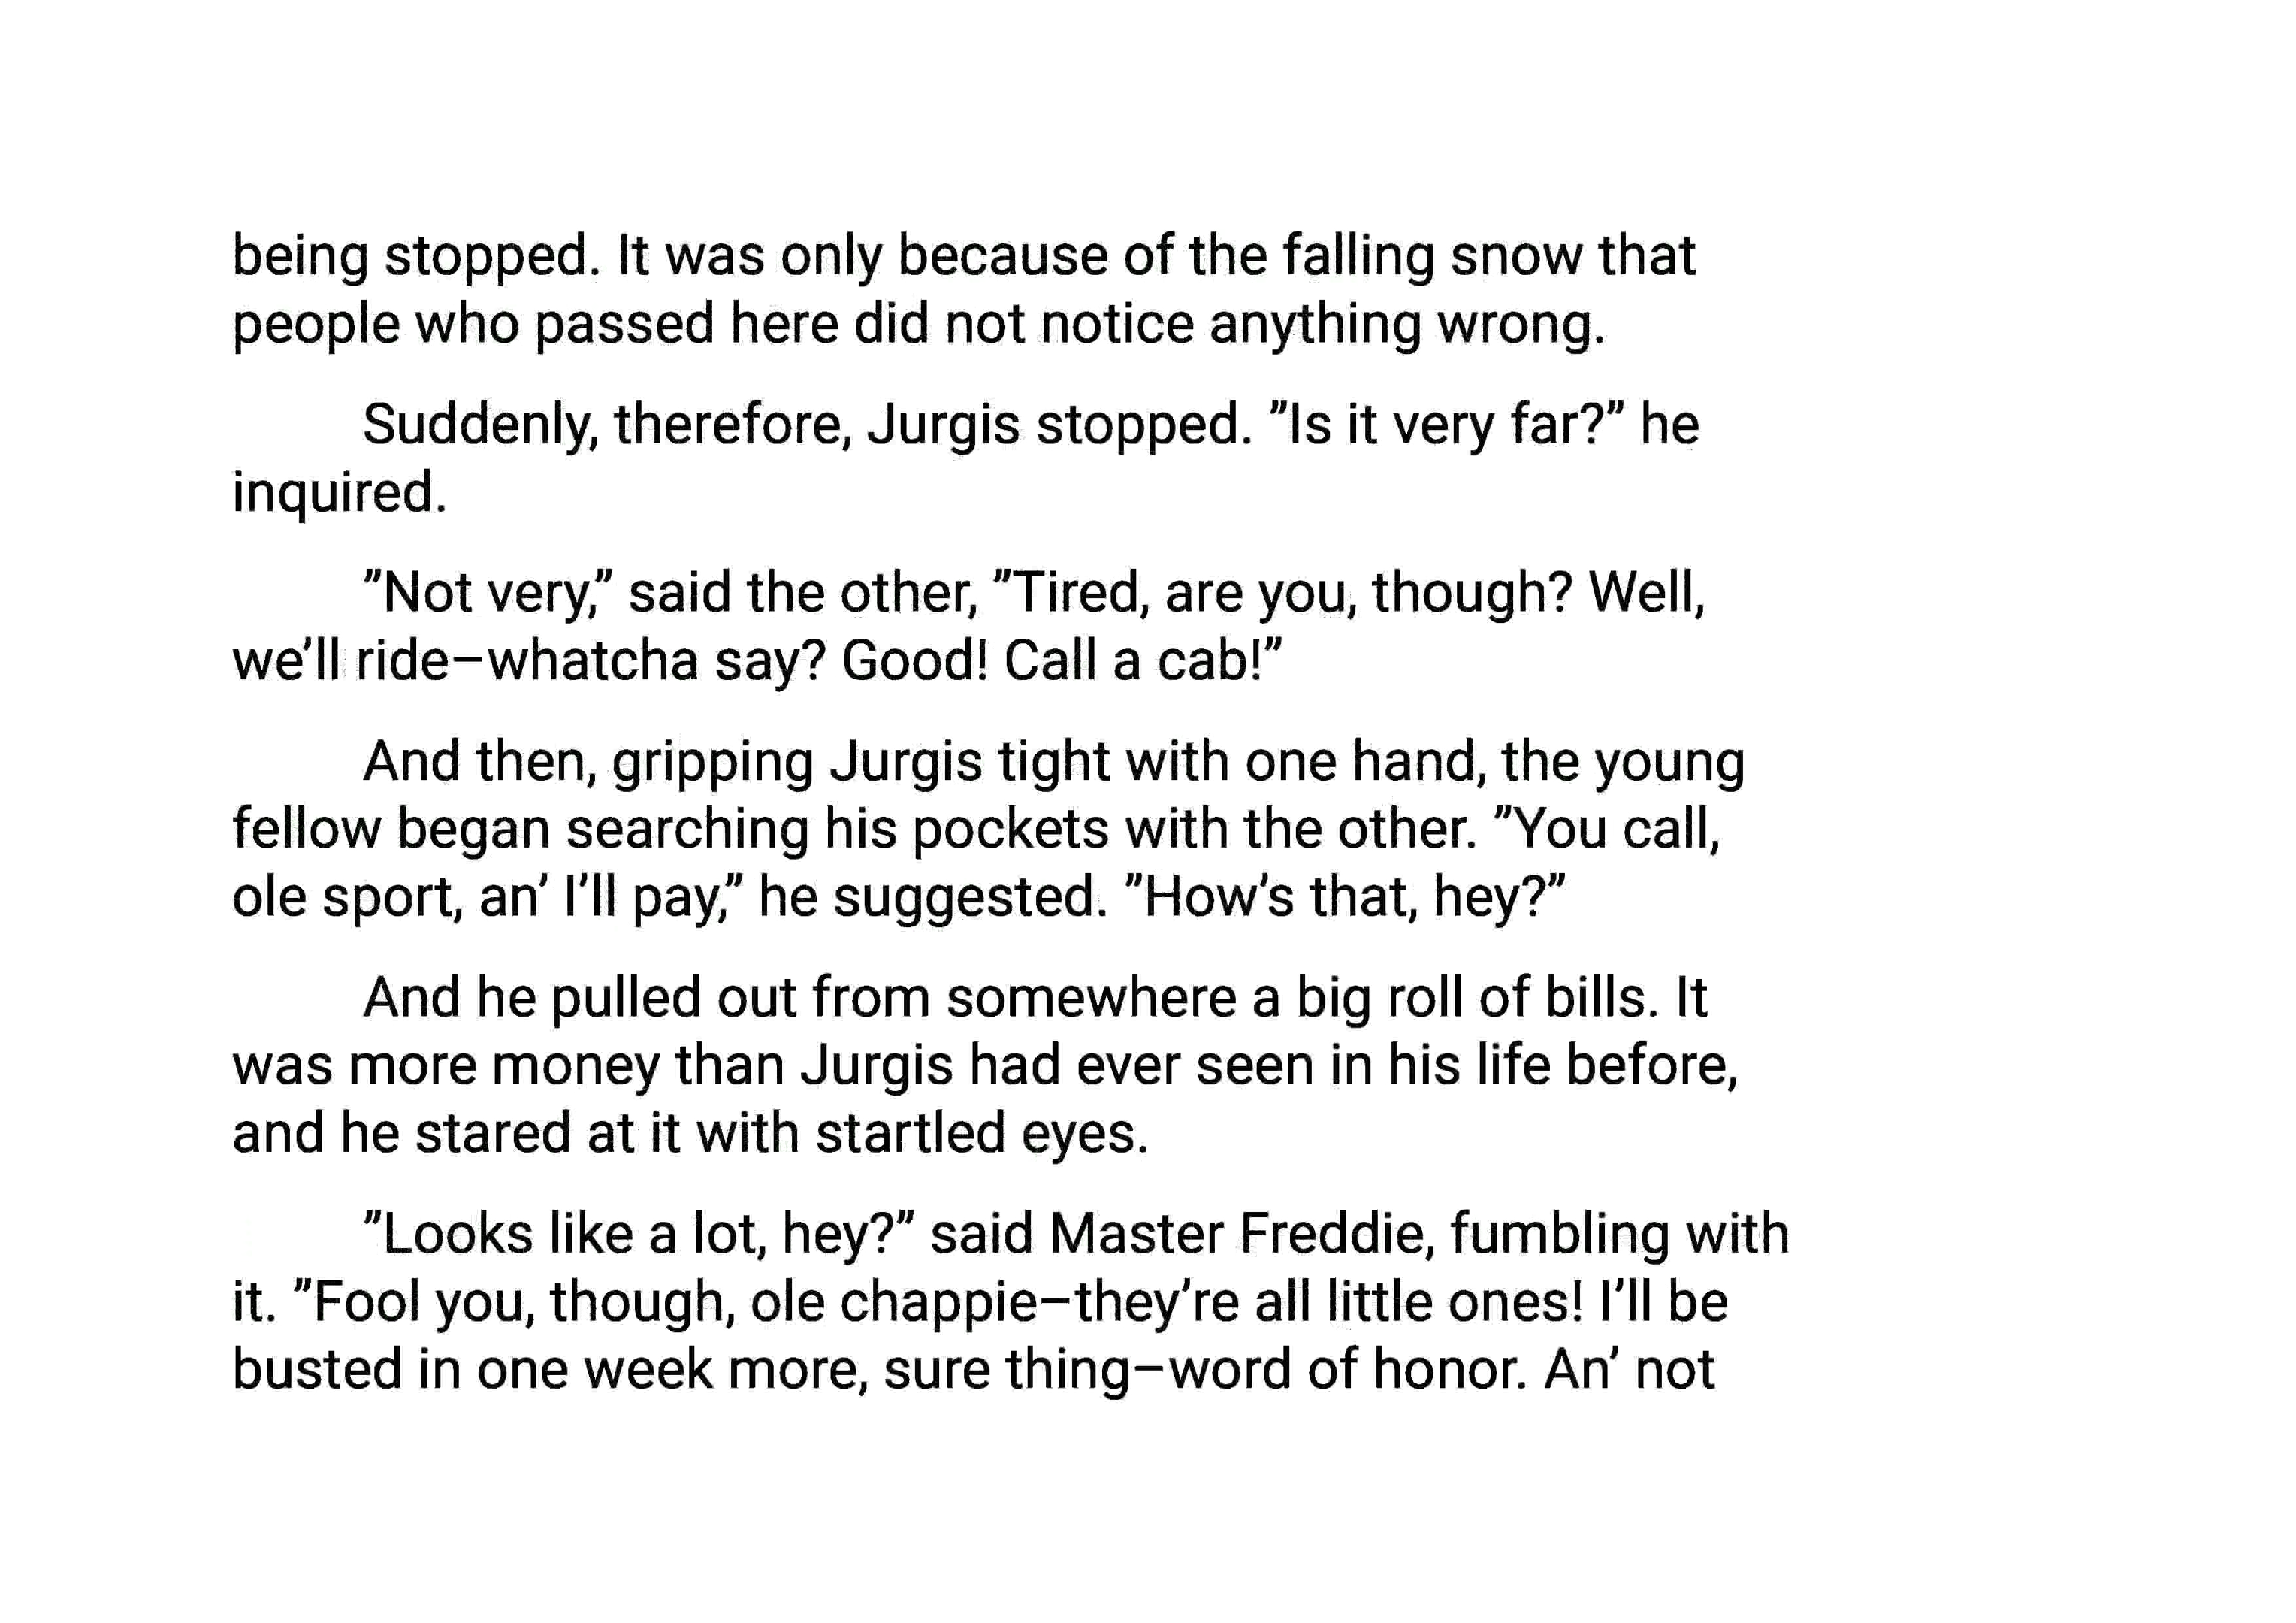 being stopped. It was only because of the falling snow that
people who passed here did not notice anything wrong.
Suddenly, therefore, Jurgis stopped. ”Is it very far?” he
inquired.
”Not very,” said the other, ”Tired, are you, though? Well,
we’ll ride–whatcha say? Good! Call a cab!”
And then, gripping Jurgis tight with one hand, the young
fellow began searching his pockets with the other. ”You call,
ole sport, an’ I’ll pay,” he suggested. ”How’s that, hey?”
And he pulled out from somewhere a big roll of bills. It
was more money than Jurgis had ever seen in his life before,
and he stared at it with startled eyes.
”Looks like a lot, hey?” said Master Freddie, fumbling with
it. ”Fool you, though, ole chappie–they’re all little ones! I’ll be
busted in one week more, sure thing–word of honor. An’ not